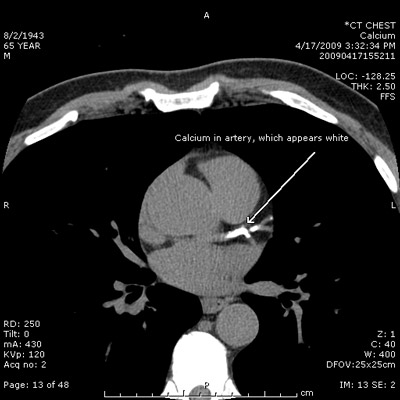 A
8/2/1943
65 YEAR
M
*CT CHEST
Calcium
4/17/2009 3:32:34 PM
20090417155211
LOC: -128.25
THK: 2.50
FFS
Calcium in artery, which appears white
R
L
RD: 250
Tilt: 0
mA: 430
KVp: 120
Acq no: 2
Page: 13 of 48
Z: 1
C: 40
W: 400
DFOV:25x25cm
IM: 13 SE: 2
P
cm